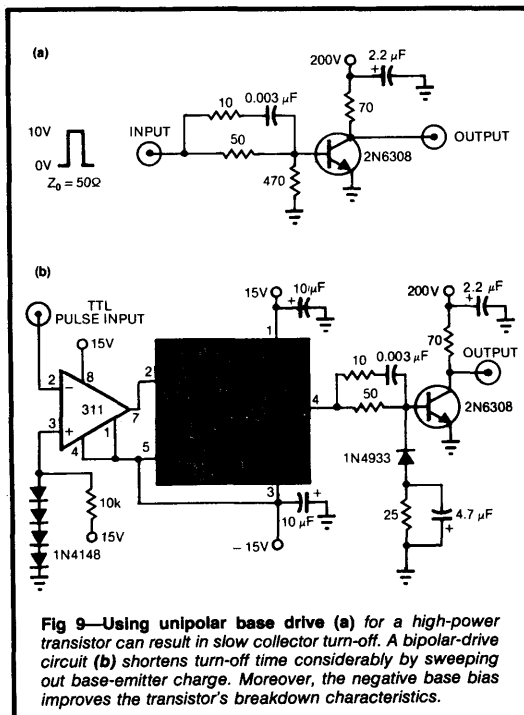 (a)
200V
2.2 µF
+
10
0.003 µF
70
INPUT
OUTPUT
10V
50
2N6308
0V
470
Z₀ = 50Ω
(b)
TTL
PULSE INPUT
15V
10 µF
+
200V
2.2 µF
+
15V
1
70
8
2
−
2
10
0.003 µF
OUTPUT
311
7
4
50
3
+
1
2N6308
4
5
1N4933
3
10k
+
10 µF
25
4.7 µF
+
15V
1N4148
− 15V
Fig 9—Using unipolar base drive (a) for a high-power
transistor can result in slow collector turn-off. A bipolar-drive
circuit (b) shortens turn-off time considerably by sweeping
out base-emitter charge. Moreover, the negative base bias
improves the transistor's breakdown characteristics.